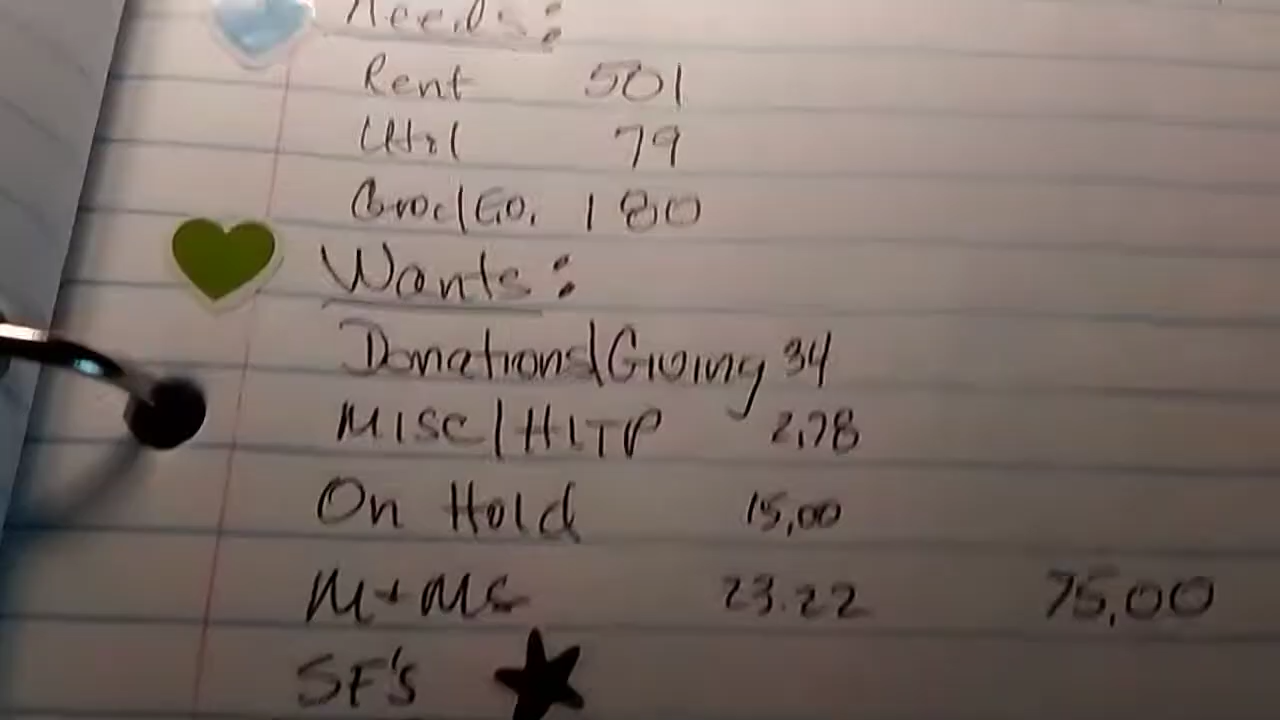 Needs:
Rent 501
Util 79
Groc/Go. 180
Wants:
Donations/Giving 34
MISC/HITP 2.78
On Hold 15.00
M+Ms 23.22 75.00
SF's